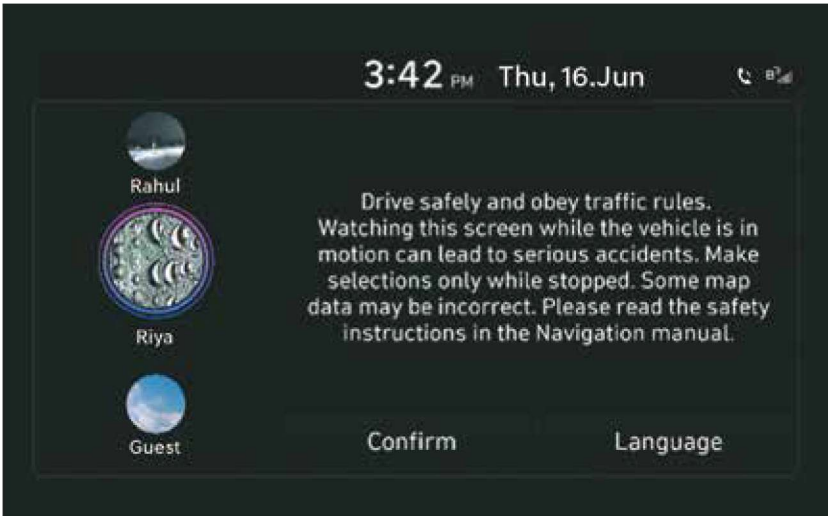 3:42 PM Thu, 16.Jun
Rahul
Riya
Guest
Drive safely and obey traffic rules.
Watching this screen while the vehicle is in
motion can lead to serious accidents. Make
selections only while stopped. Some map
data may be incorrect. Please read the safety
instructions in the Navigation manual.
Confirm
Language